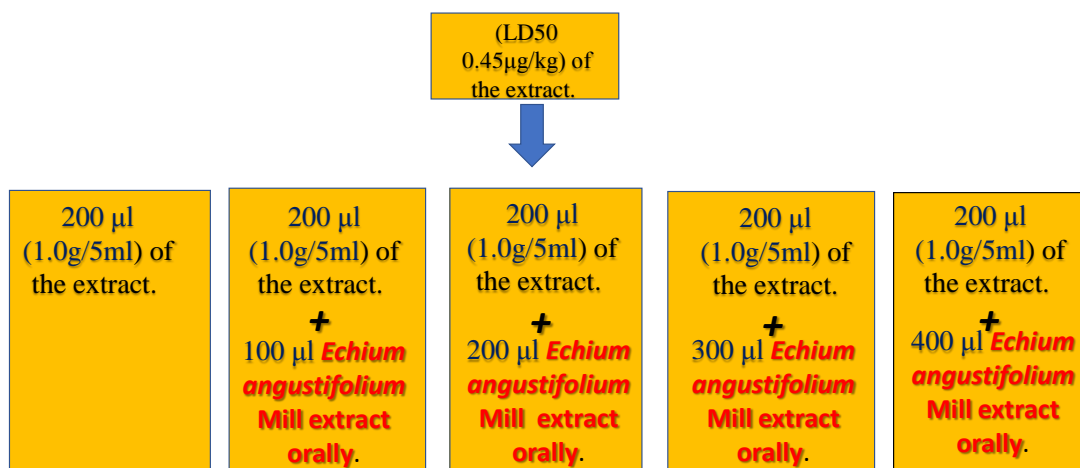 (LD50
0.45µg/kg) of
the extract.
200 µl
(1.0g/5ml) of
the extract.
200 µl
(1.0g/5ml) of
the extract.
+
100 µl Echium
angustifolium
Mill extract
orally.
200 µl
(1.0g/5ml) of
the extract.
+
200 µl Echium
angustifolium
Mill extract
orally.
200 µl
(1.0g/5ml) of
the extract.
+
300 µl Echium
angustifolium
Mill extract
orally.
200 µl
(1.0g/5ml) of
the extract.
+
400 µl Echium
angustifolium
Mill extract
orally.